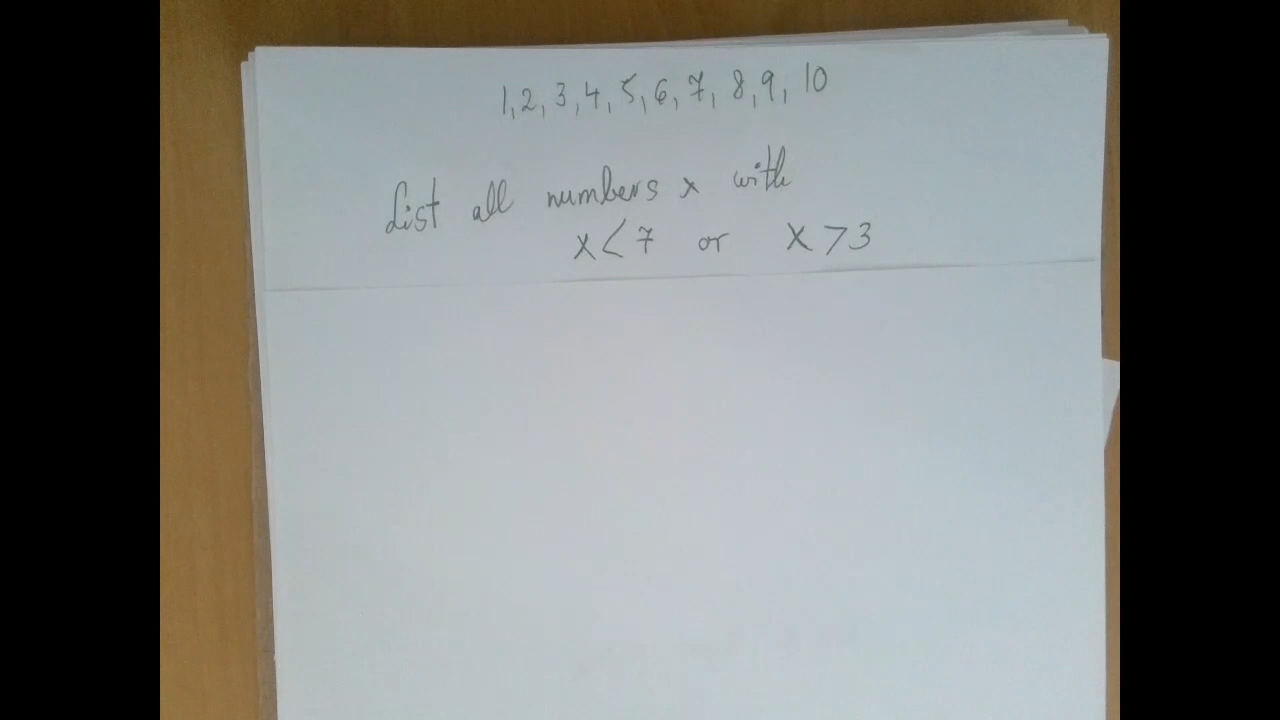 1, 2, 3, 4, 5, 6, 7, 8, 9, 10
List all numbers x with
x < 7 or x > 3